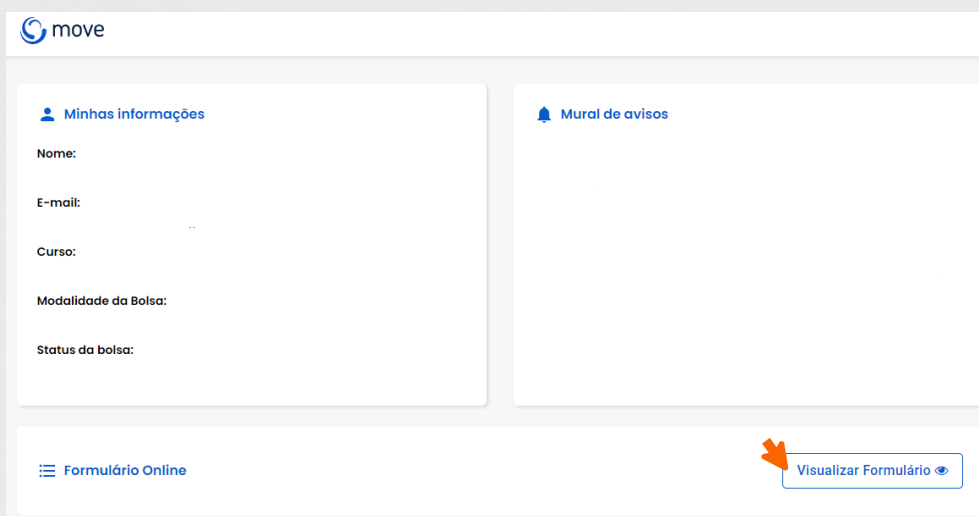 move
Minhas informações
Nome:
E-mail:
Curso:
Modalidade da Bolsa:
Status da bolsa:
Mural de avisos
Formulário Online
Visualizar Formulário